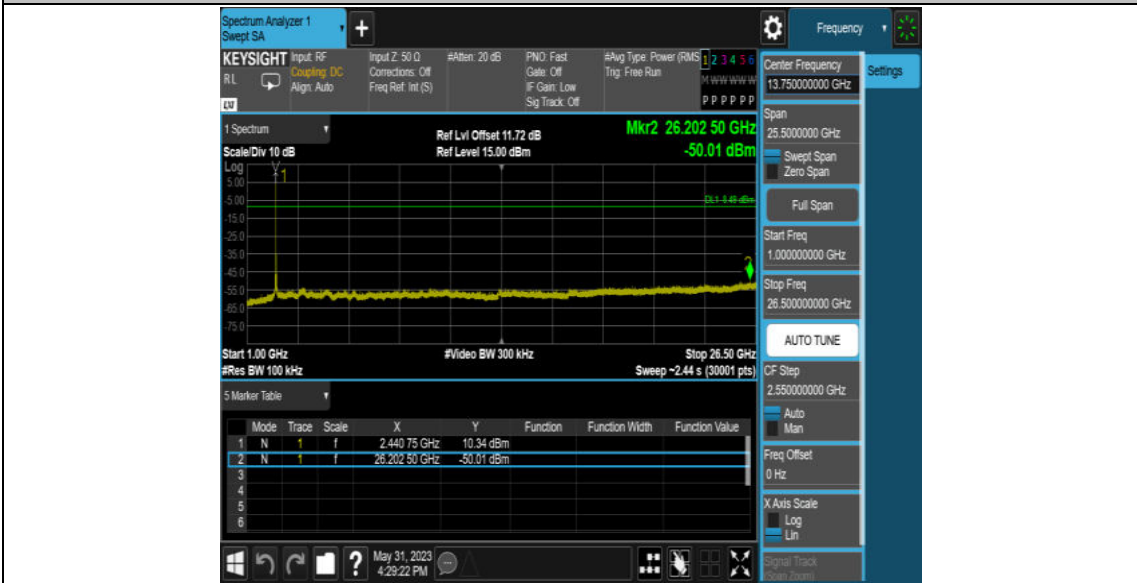 Spectrum Analyzer 1
Swept SA
+
Frequency
KEYSIGHT
RL
LXI
Input: RF
Coupling: DC
Align: Auto
Input Z: 50 Ω
Corrections: Off
Freq Ref: Int (S)
#Atten: 20 dB
PNO: Fast
Gate: Off
IF Gain: Low
Sig Track: Off
#Avg Type: Power (RMS
Trig: Free Run
1 2 3 4 5 6
M W W W W W
P P P P P P
1 Spectrum
Scale/Div 10 dB
Ref Lvl Offset 11.72 dB
Ref Level 15.00 dBm
Mkr2 26.202 50 GHz
-50.01 dBm
Log
1
5.00
-5.00
-15.0
-25.0
-35.0
-45.0
-55.0
-65.0
-75.0
2
Start 1.00 GHz
#Res BW 100 kHz
#Video BW 300 kHz
Stop 26.50 GHz
Sweep ~2.44 s (30001 pts)
5 Marker Table
Mode Trace Scale X Y Function Function Width Function Value
1 N 1 f 2.440 75 GHz 10.34 dBm
2 N 1 f 26.202 50 GHz -50.01 dBm
3
4
5
6
?
May 31, 2023
4:29:22 PM
Center Frequency
13.750000000 GHz
Settings
Span
25.5000000 GHz
Swept Span
Zero Span
Full Span
Start Freq
1.000000000 GHz
Stop Freq
26.500000000 GHz
AUTO TUNE
CF Step
2.550000000 GHz
Auto
Man
Freq Offset
0 Hz
X Axis Scale
Log
Lin
Signal Track
(Span Zoom)